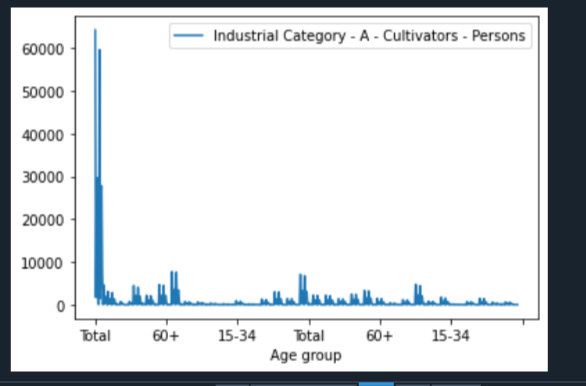 Industrial Category - A - Cultivators - Persons
60000
50000
40000
30000
20000
10000
0
Total 60+ 15-34 Total 60+ 15-34
Age group